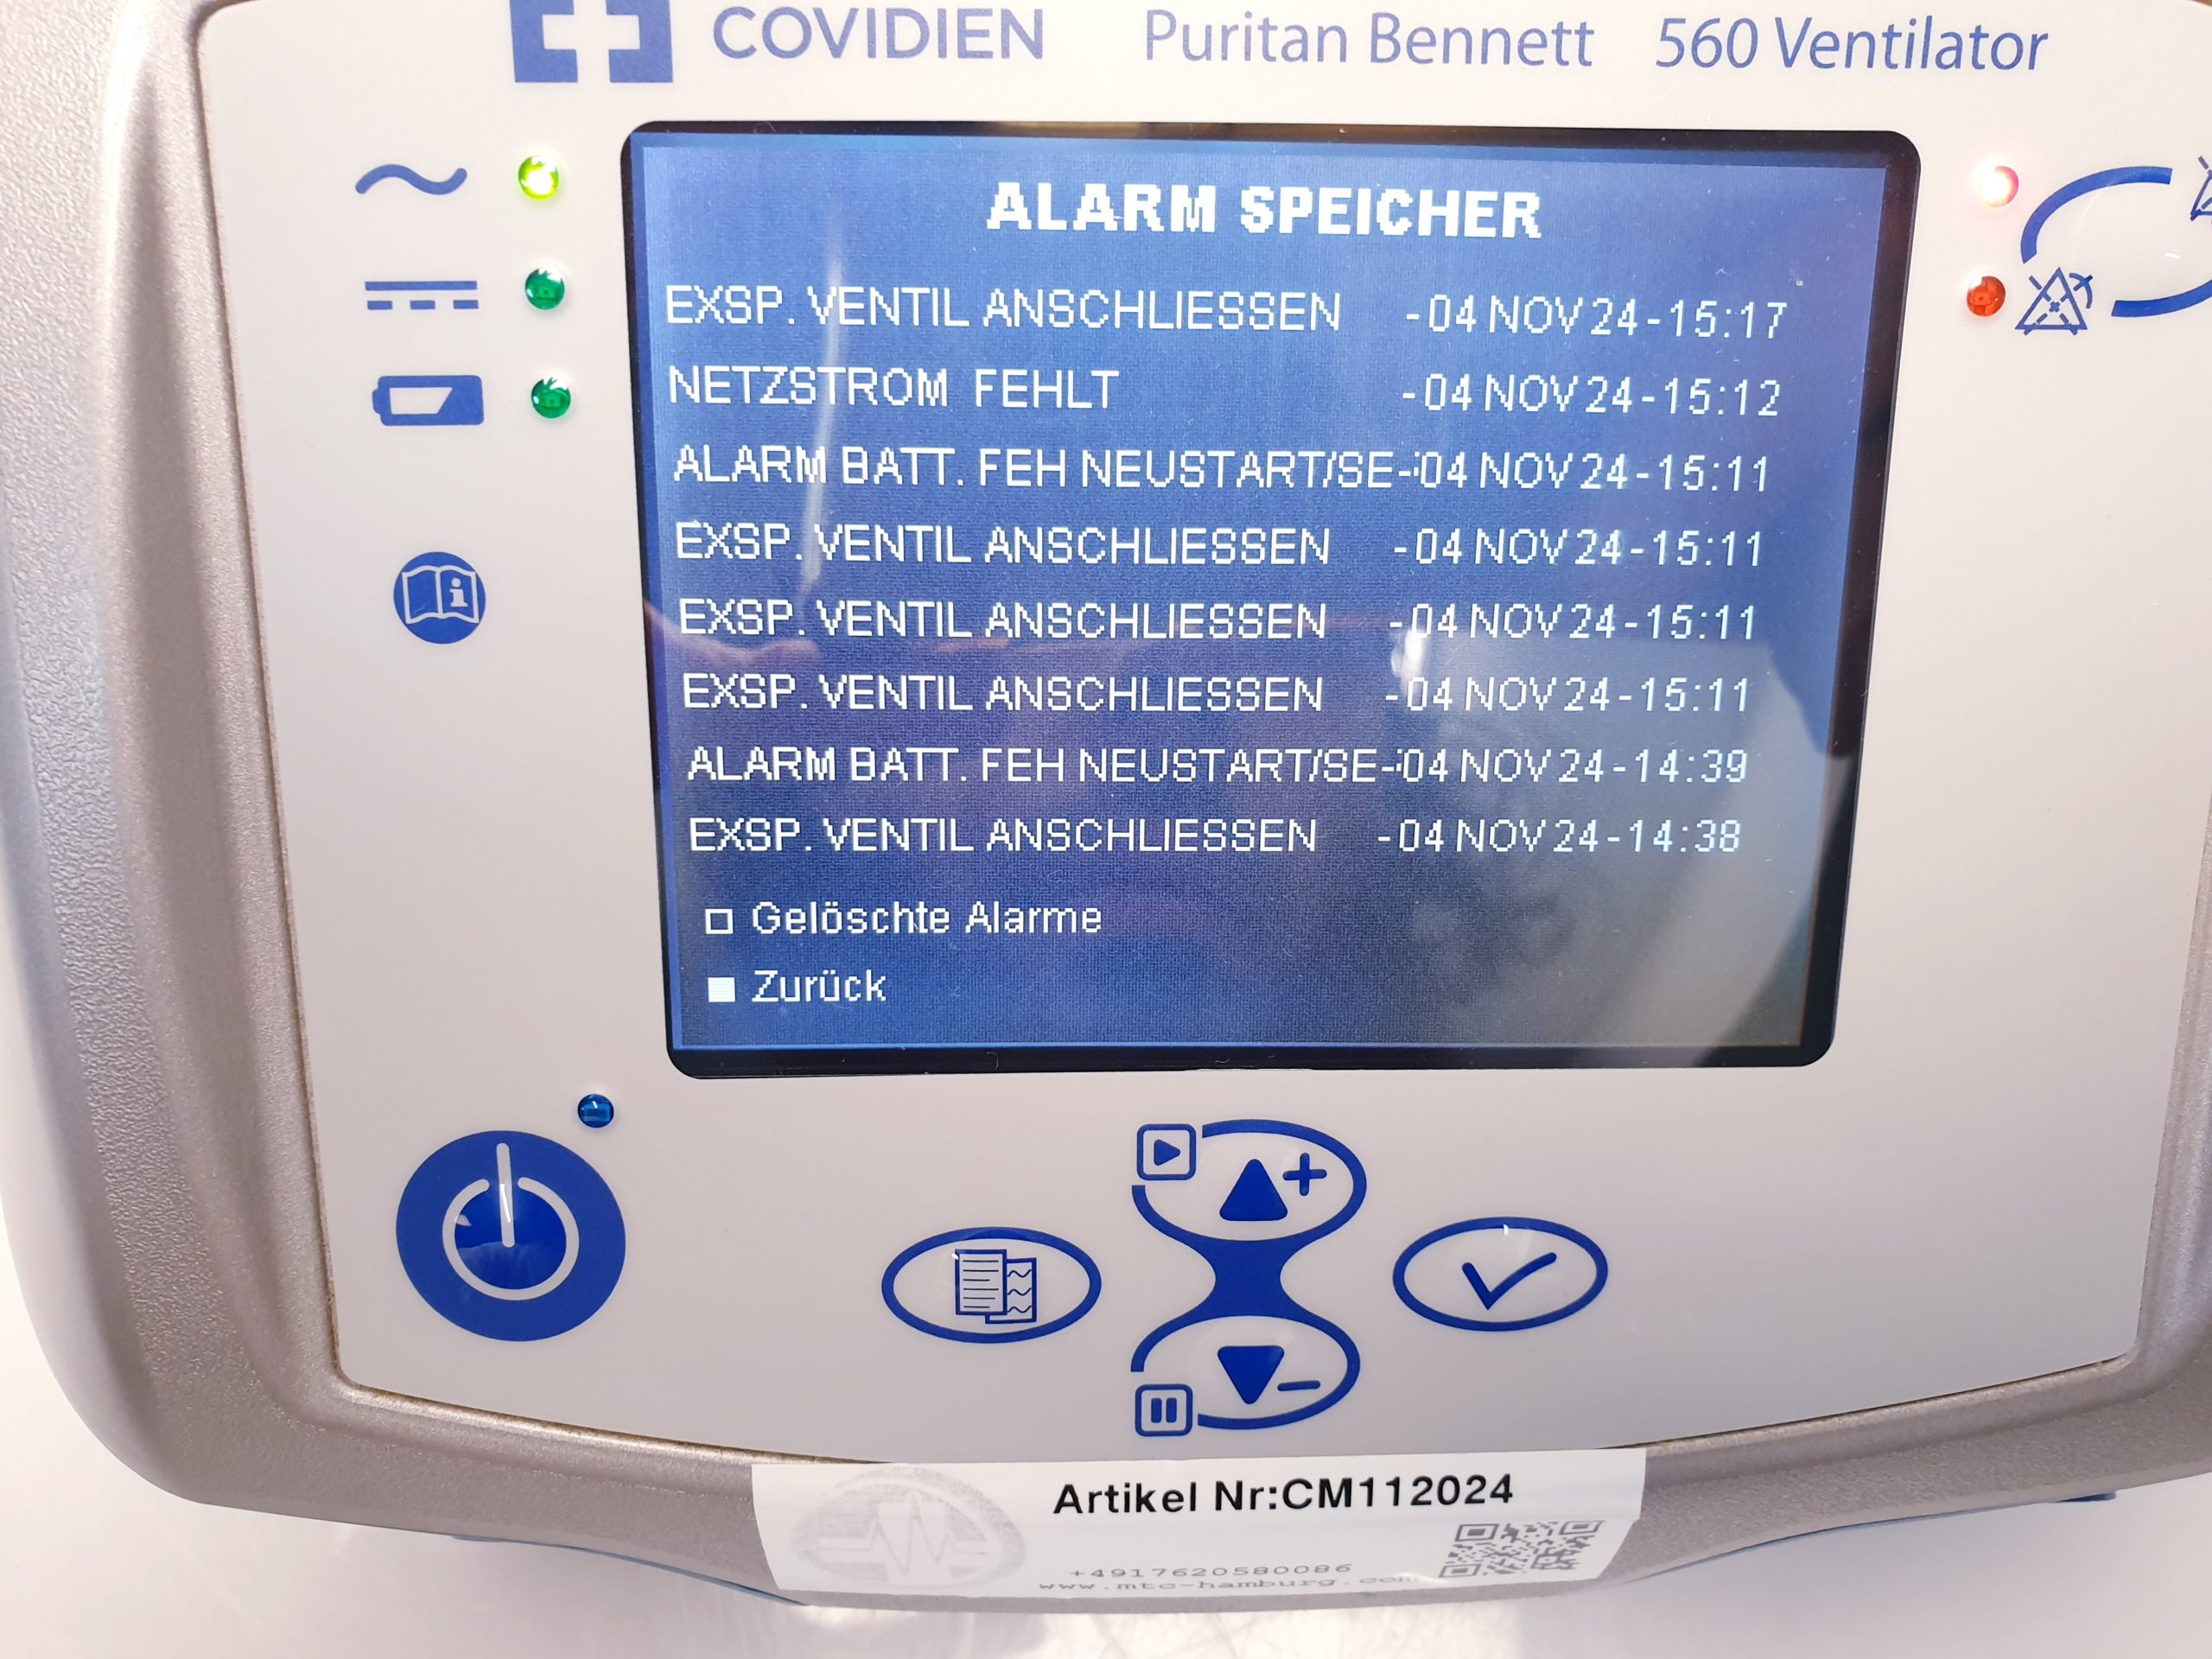 COVIDIEN Puritan Bennett 560 Ventilator
ALARM SPEICHER
EXSP. VENTIL ANSCHLIESSEN -04 NOV 24-15:17
NETZSTROM FEHLT -04 NOV 24-15:12
ALARM BATT. FEH NEUSTART/SE-04 NOV 24-15:11
EXSP. VENTIL ANSCHLIESSEN -04 NOV 24-15:11
EXSP. VENTIL ANSCHLIESSEN -04 NOV 24-15:11
EXSP. VENTIL ANSCHLIESSEN -04 NOV 24-15:11
ALARM BATT. FEH NEUSTART/SE-04 NOV 24-14:39
EXSP. VENTIL ANSCHLIESSEN -04 NOV 24-14:38
Gelöschte Alarme
Zurück
Artikel Nr:CM112024
+4917620580086
www.mtc-hamburg.com